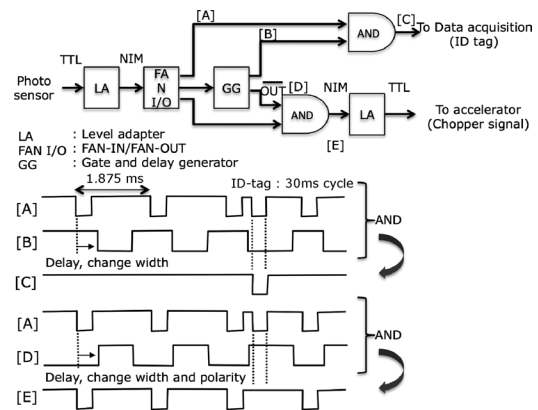 [A]
[C]
To Data acquisition
(ID tag)
AND
[B]
TTL
NIM
Photo
sensor
LA
FA
N
I/O
GG
OUT
[D]
AND
NIM
TTL
LA
[E]
To accelerator
(Chopper signal)
LA : Level adapter
FAN I/O : FAN-IN/FAN-OUT
GG : Gate and delay generator
1.875 ms
ID-tag : 30ms cycle
[A]
AND
[B]
Delay, change width
[C]
[A]
AND
[D]
Delay, change width and polarity
[E]